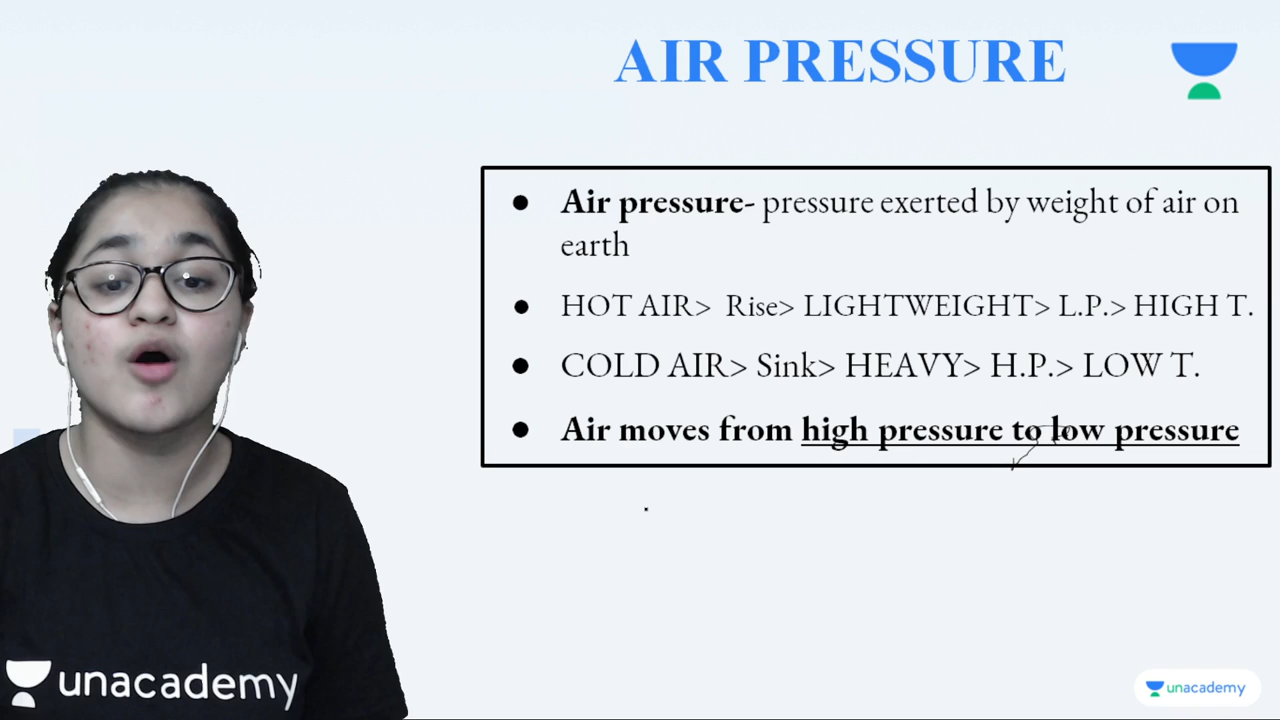 AIR PRESSURE
● Air pressure- pressure exerted by weight of air on
earth
● HOT AIR> Rise> LIGHTWEIGHT> L.P.> HIGH T.
● COLD AIR> Sink> HEAVY> H.P.> LOW T.
● Air moves from high pressure to low pressure
unacademy
unacademy